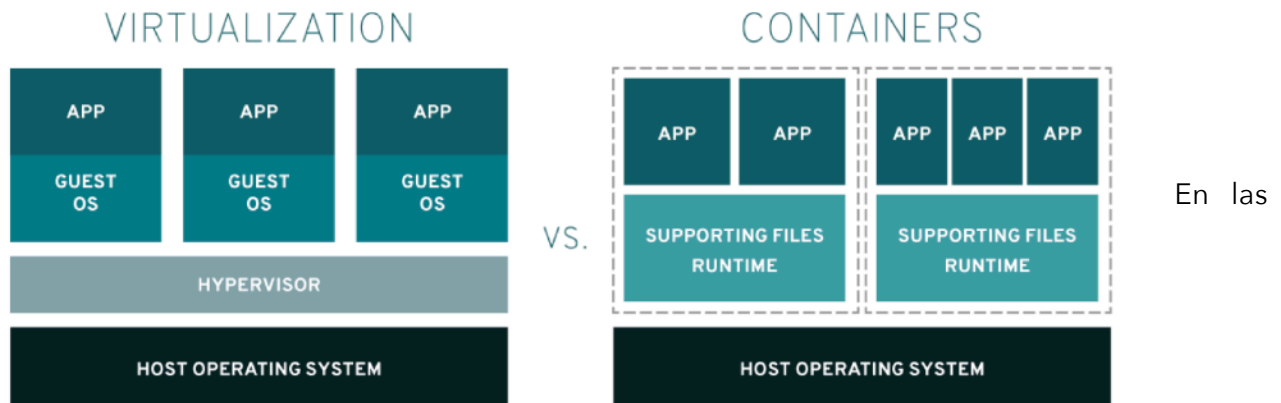 VIRTUALIZATION
APP
GUEST
OS
APP
GUEST
OS
APP
GUEST
OS
HYPERVISOR
HOST OPERATING SYSTEM
VS.
CONTAINERS
APP
APP
SUPPORTING FILES
RUNTIME
APP
APP
APP
SUPPORTING FILES
RUNTIME
HOST OPERATING SYSTEM
En las